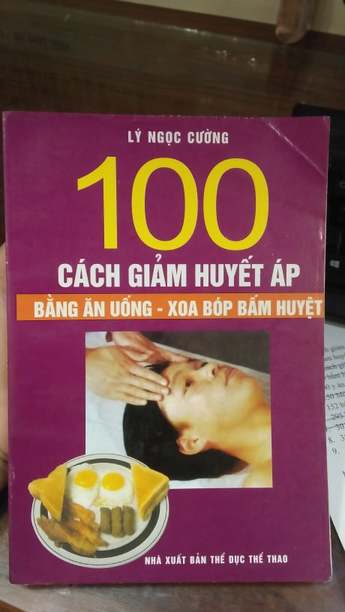 LÝ NGỌC CƯỜNG
100
CÁCH GIẢM HUYẾT ÁP
BẰNG ĂN UỐNG - XOA BÓP BẤM HUYỆT
NHÀ XUẤT BẢN THỂ DỤC THỂ THAO